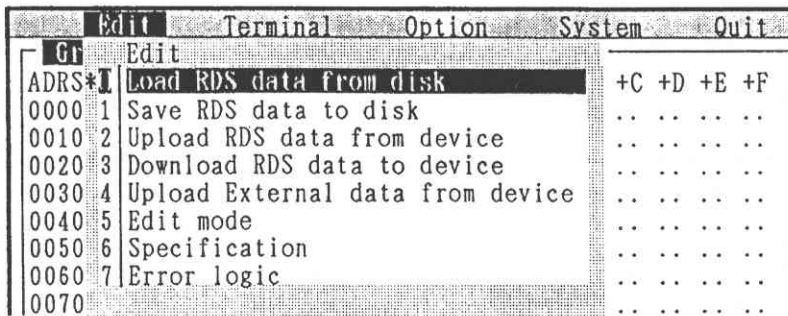 Edit Terminal Option System Quit
Gr Edit
ADRS* Load RDS data from disk +C +D +E +F
0000 1 Save RDS data to disk .. .. .. ..
0010 2 Upload RDS data from device .. .. .. ..
0020 3 Download RDS data to device .. .. .. ..
0030 4 Upload External data from device .. .. .. ..
0040 5 Edit mode .. .. .. ..
0050 6 Specification .. .. .. ..
0060 7 Error logic .. .. .. ..
0070 .. .. .. ..